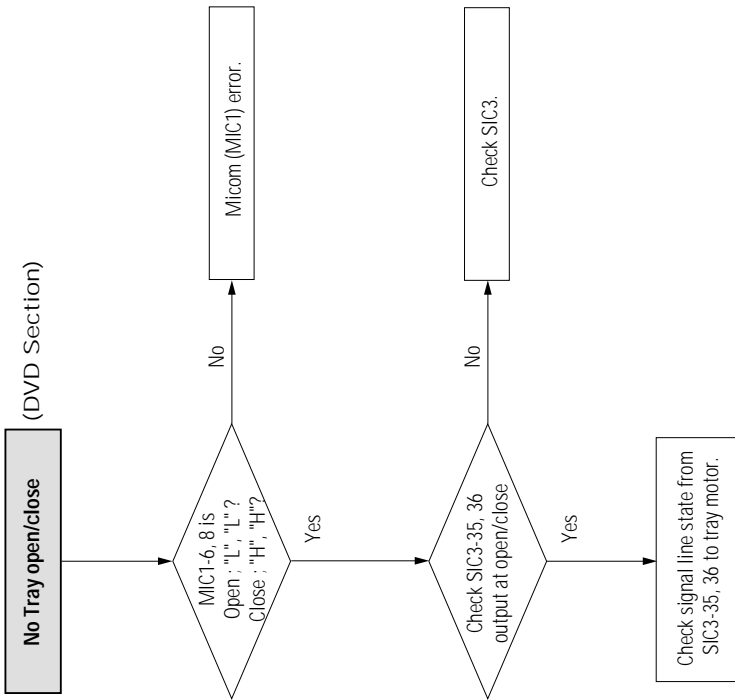 No Tray open/close
(DVD Section)
MIC1-6, 8 is
Open ; "L", "L" ?
Close ; "H", "H"?
No
Micom (MIC1) error.
Yes
Check SIC3-35, 36
output at open/close
No
Check SIC3.
Yes
Check signal line state from
SIC3-35, 36 to tray motor.